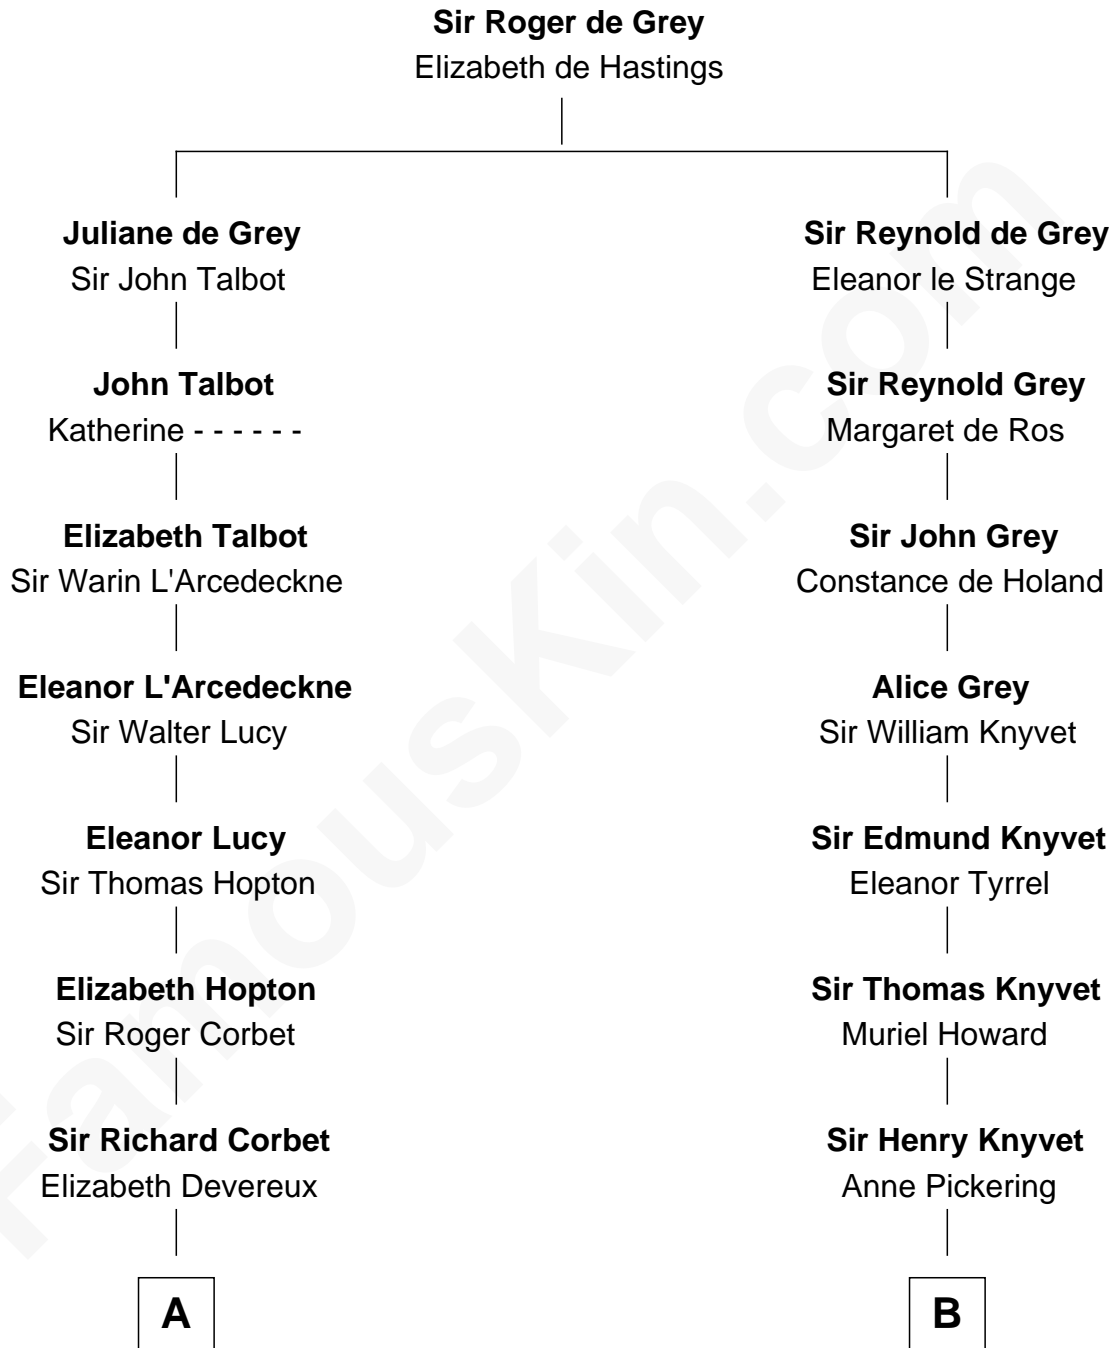 Sir Roger de Grey
Elizabeth de Hastings
Juliane de Grey
Sir John Talbot
Sir Reynold de Grey
Eleanor le Strange
John Talbot
Katherine - - - - - -
Sir Reynold Grey
Margaret de Ros
Elizabeth Talbot
Sir Warin L'Arcedeckne
Sir John Grey
Constance de Holand
Eleanor L'Arcedeckne
Sir Walter Lucy
Alice Grey
Sir William Knyvet
Eleanor Lucy
Sir Thomas Hopton
Sir Edmund Knyvet
Eleanor Tyrrel
Elizabeth Hopton
Sir Roger Corbet
Sir Thomas Knyvet
Muriel Howard
Sir Richard Corbet
Elizabeth Devereux
Sir Henry Knyvet
Anne Pickering
A
B
FamousKin.com